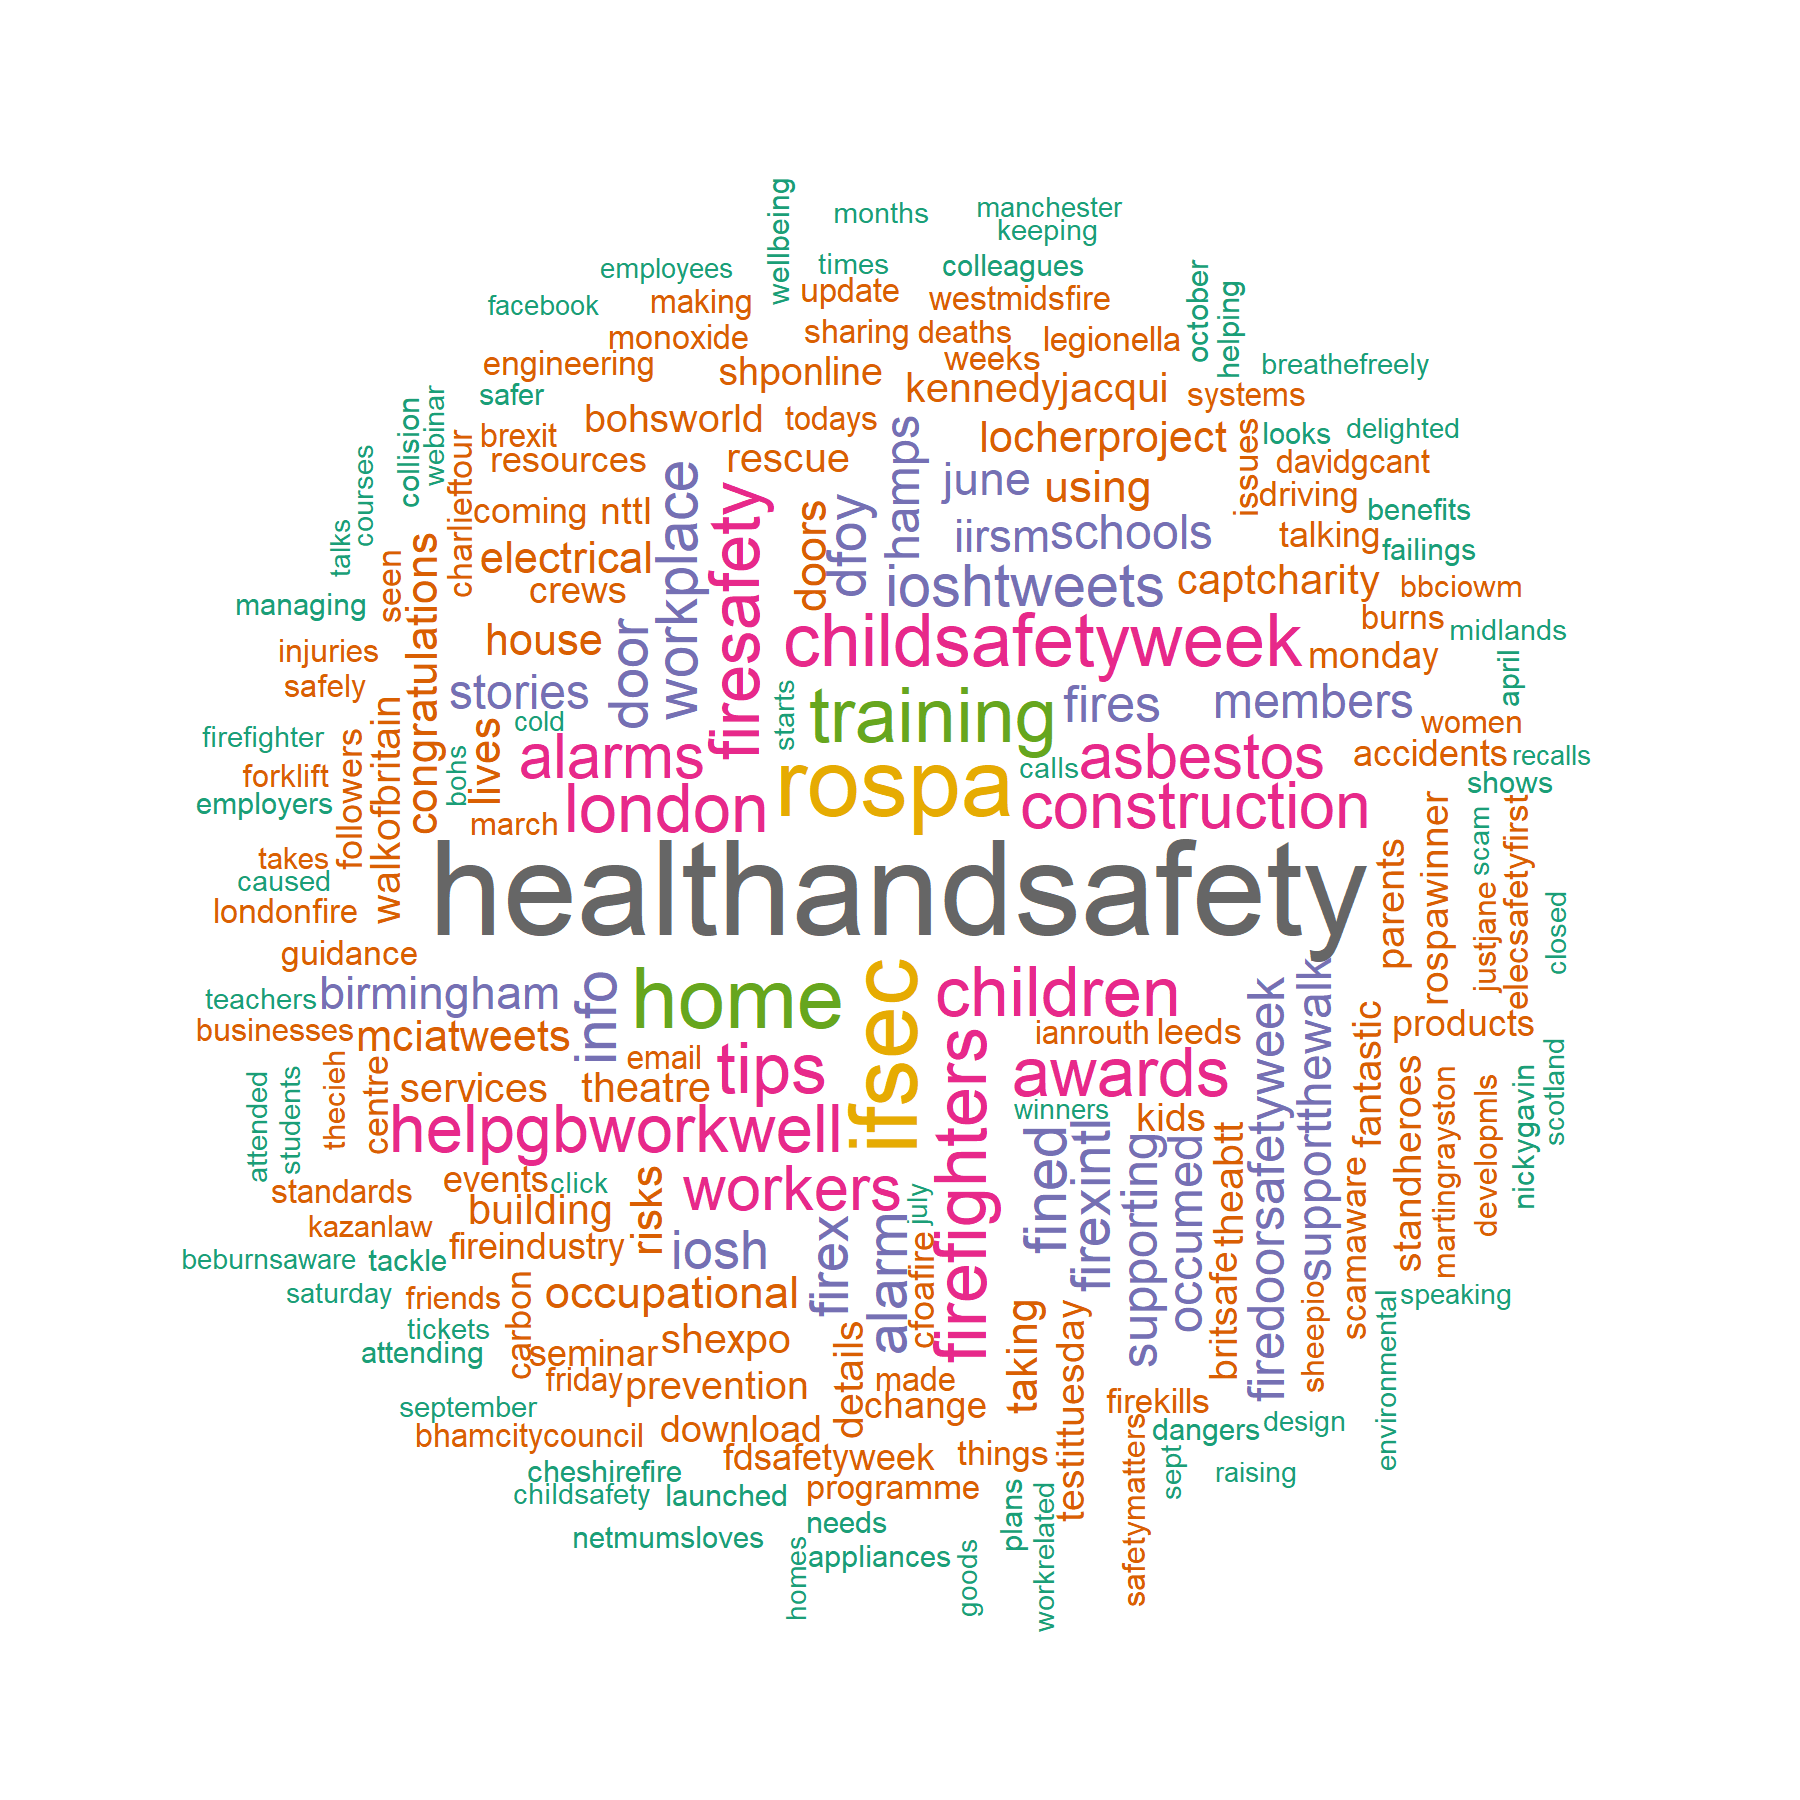 wellbeing
months
manchester
keeping
employees
times
colleagues
october
facebook
making
update
westmidsfire
helping
monoxide
sharing
deaths
legionella
engineering
shponline
weeks
breathefreely
safer
kennedyjacqui
systems
collision
webinar
bohsworld
todays
brexit
hamps
locherproject
issues
looks
delighted
courses
charlieftour
resources
workplace
rescue
june
using
davidgcant
talks
coming
nttl
firesafety
doors
dfoy
driving
benefits
seen
congratulations
electrical
iirsm
schools
talking
failings
managing
crews
ioshtweets
captcharity
bbciowm
injuries
house
door
childsafetyweek
burns
midlands
safely
stories
starts
training
fires
monday
members
april
firefighter
followers
walkofbritain
bohs
lives
cold
alarms
rospa
calls
asbestos
women
accidents
recalls
forklift
employers
march
london
construction
shows
takes
caused
healthandsafety
parents
rospawinner
scam
elecsafetyfirst
londonfire
justjane
closed
guidance
teachers
birmingham
info
home
ifsec
children
firedoorsafetyweek
supportthewalk
businesses
mciatweets
email
ianrouth
leeds
fantastic
products
attended
students
thecieh
centre
services
theatre
tips
firefighters
awards
standheroes
martingrayston
developmls
nickygavin
scotland
helpgbworkwell
winners
kids
standards
events
click
risks
workers
july
fined
firexintl
supporting
occumed
theabtt
scamaware
kazanlaw
building
beburnsaware
tackle
fireindustry
iosh
firex
alarm
cfoafire
britsafe
sheepio
saturday
friends
carbon
occupational
speaking
environmental
tickets
attending
seminar
shexpo
details
taking
testittuesday
friday
prevention
made
firekills
september
change
bhamcitycouncil
download
dangers
design
fdsafetyweek
things
safetymatters
sept
raising
cheshirefire
childsafety
launched
programme
plans
workrelated
netmumsloves
needs
homes
appliances
goods